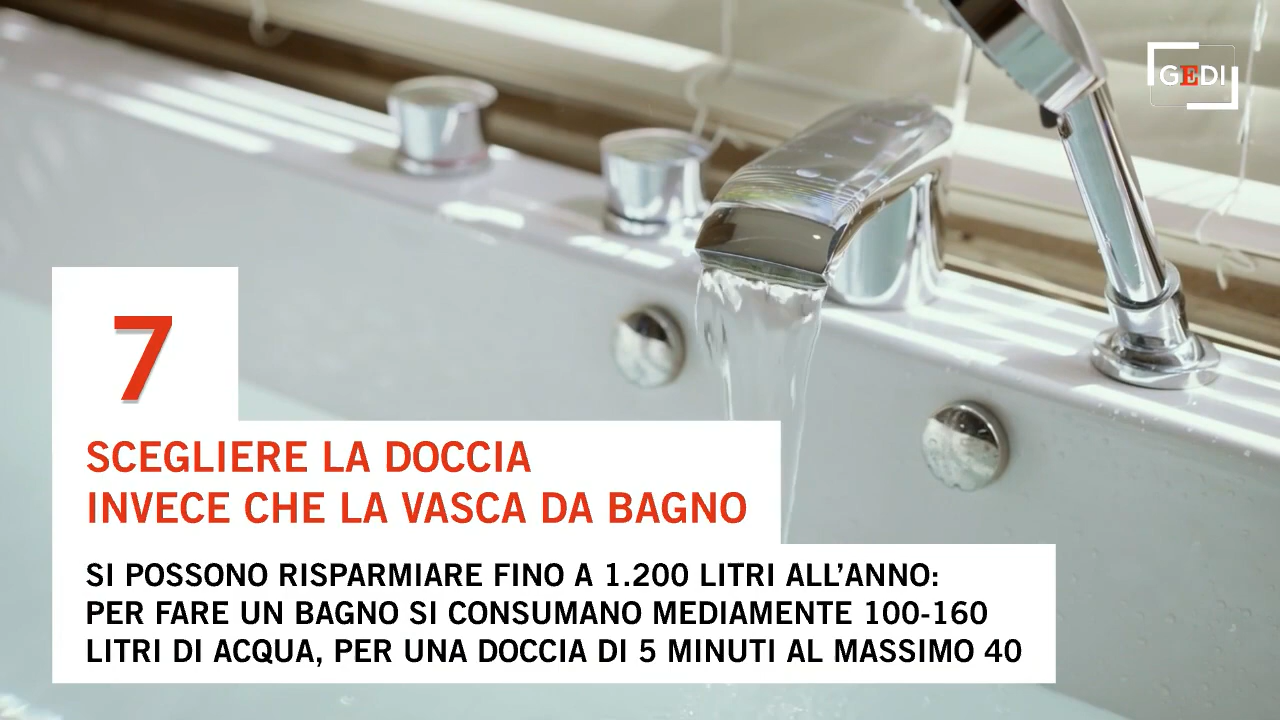 GEDI
7
SCEGLIERE LA DOCCIA
INVECE CHE LA VASCA DA BAGNO
SI POSSONO RISPARMIARE FINO A 1.200 LITRI ALL'ANNO:
PER FARE UN BAGNO SI CONSUMANO MEDIAMENTE 100-160
LITRI DI ACQUA, PER UNA DOCCIA DI 5 MINUTI AL MASSIMO 40